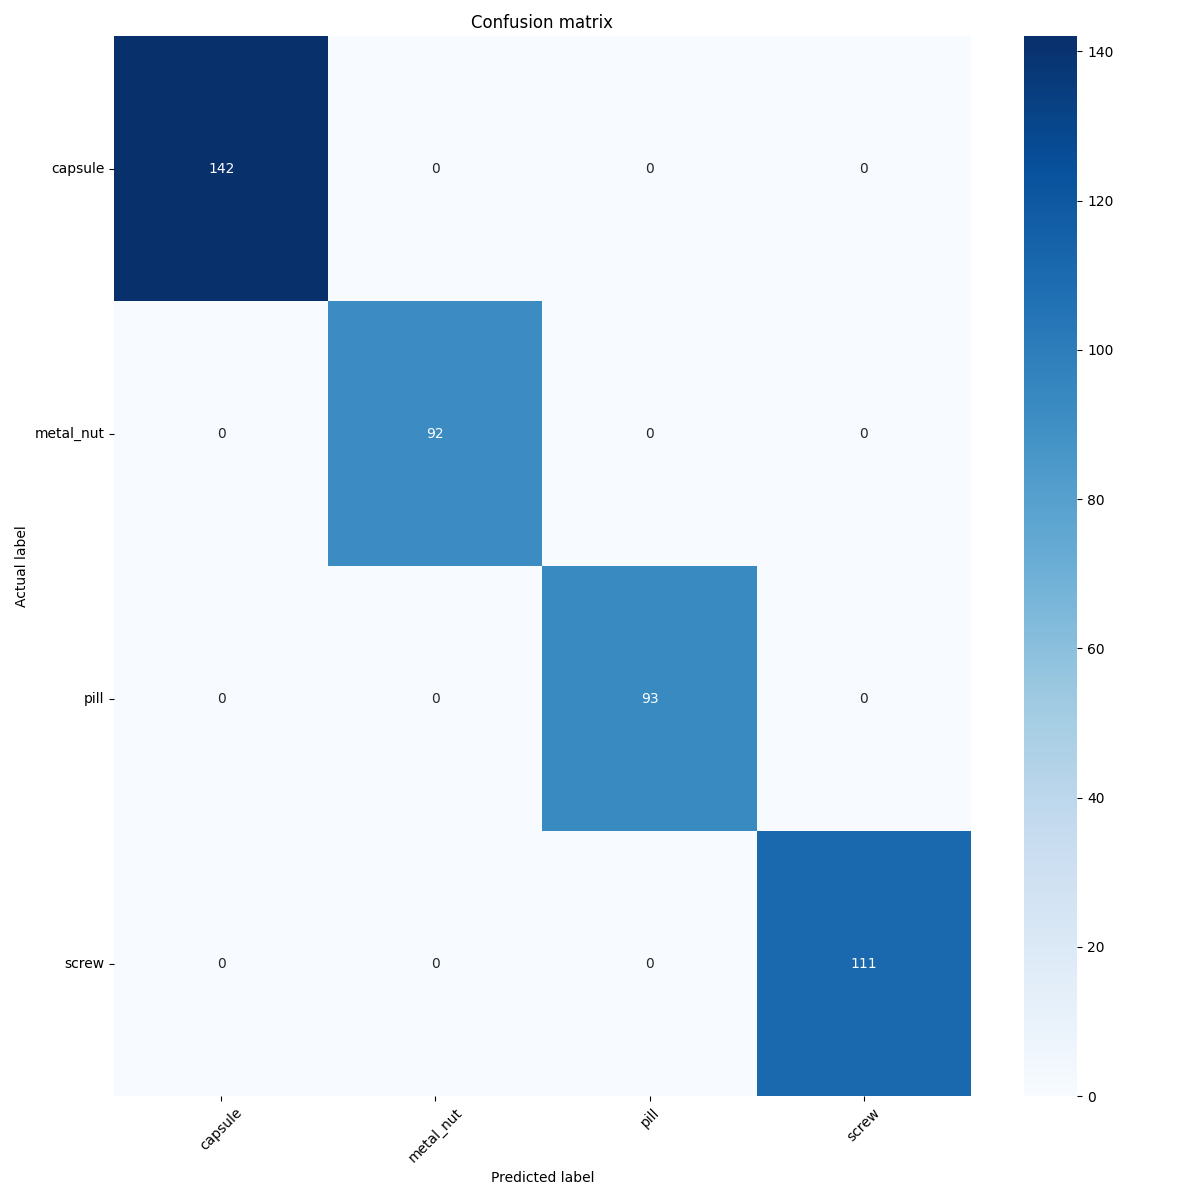 Confusion matrix
capsule 142 0 0 0
metal_nut 0 92 0 0
pill 0 0 93 0
screw 0 0 0 111
capsule metal_nut pill screw
Predicted label
Actual label
140
120
100
80
60
40
20
0